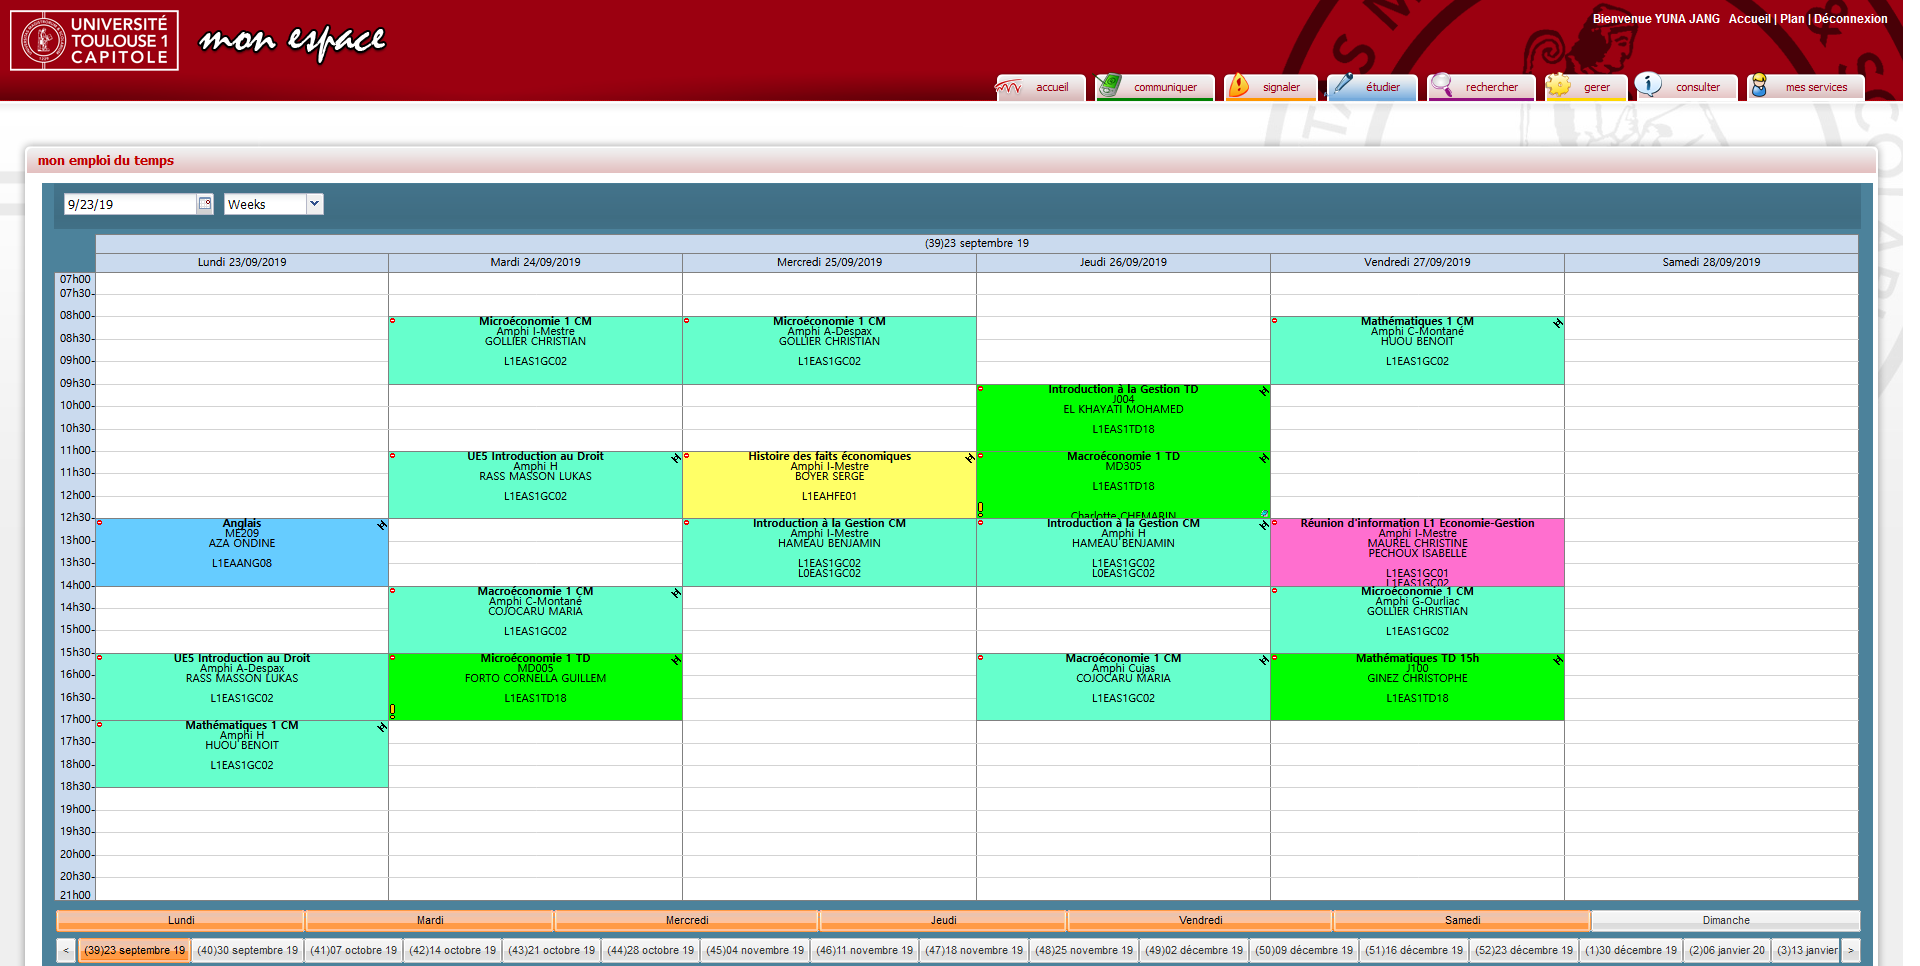 UNIVERSITÉ
TOULOUSE 1
CAPITOLE
mon espace
Bienvenue YUNA JANG Accueil | Plan | Déconnexion
accueil communiquer signaler étudier rechercher gerer consulter mes services
mon emploi du temps
9/23/19 Weeks
(39)23 septembre 19
Lundi 23/09/2019 Mardi 24/09/2019 Mercredi 25/09/2019 Jeudi 26/09/2019 Vendredi 27/09/2019 Samedi 28/09/2019
07h00
07h30
08h00
08h30
09h00
09h30
10h00
10h30
11h00
11h30
12h00
12h30
13h00
13h30
14h00
14h30
15h00
15h30
16h00
16h30
17h00
17h30
18h00
18h30
19h00
19h30
20h00
20h30
21h00
Anglais
ME209
AZA ONDINE
L1EAANG08
UE5 Introduction au Droit
Amphi A-Despax
RASS MASSON LUKAS
L1EAS1GC02
Mathématiques 1 CM
Amphi H
HUOU BENOIT
L1EAS1GC02
Microéconomie 1 CM
Amphi I-Mestre
GOLLIER CHRISTIAN
L1EAS1GC02
UE5 Introduction au Droit
Amphi H
RASS MASSON LUKAS
L1EAS1GC02
Macroéconomie 1 CM
Amphi C-Montané
COJOCARU MARIA
L1EAS1GC02
Microéconomie 1 TD
MD005
FORTO CORNELLA GUILLEM
L1EAS1TD18
Microéconomie 1 CM
Amphi A-Despax
GOLLIER CHRISTIAN
L1EAS1GC02
Histoire des faits économiques
Amphi I-Mestre
BOYER SERGE
L1EAHFE01
Introduction à la Gestion CM
Amphi I-Mestre
HAMEAU BENJAMIN
L1EAS1GC02
L0EAS1GC02
Introduction à la Gestion TD
J004
EL KHAYATI MOHAMED
L1EAS1TD18
Macroéconomie 1 TD
MD305
L1EAS1TD18
Charlotte CHEMARIN
Introduction à la Gestion CM
Amphi H
HAMEAU BENJAMIN
L1EAS1GC02
L0EAS1GC02
Macroéconomie 1 CM
Amphi Cujas
COJOCARU MARIA
L1EAS1GC02
Mathématiques 1 CM
Amphi C-Montané
HUOU BENOIT
L1EAS1GC02
Réunion d'information L1 Economie-Gestion
Amphi I-Mestre
MAUREL CHRISTINE
PECHOUX ISABELLE
L1EAS1GC01
L1EAS1GC02
Microéconomie 1 CM
Amphi G-Ourliac
GOLLIER CHRISTIAN
L1EAS1GC02
Mathématiques TD 15h
J100
GINEZ CHRISTOPHE
L1EAS1TD18
Lundi Mardi Mercredi Jeudi Vendredi Samedi Dimanche
< (39)23 septembre 19 (40)30 septembre 19 (41)07 octobre 19 (42)14 octobre 19 (43)21 octobre 19 (44)28 octobre 19 (45)04 novembre 19 (46)11 novembre 19 (47)18 novembre 19 (48)25 novembre 19 (49)02 décembre 19 (50)09 décembre 19 (51)16 décembre 19 (52)23 décembre 19 (1)30 décembre 19 (2)06 janvier 20 (3)13 janvier >